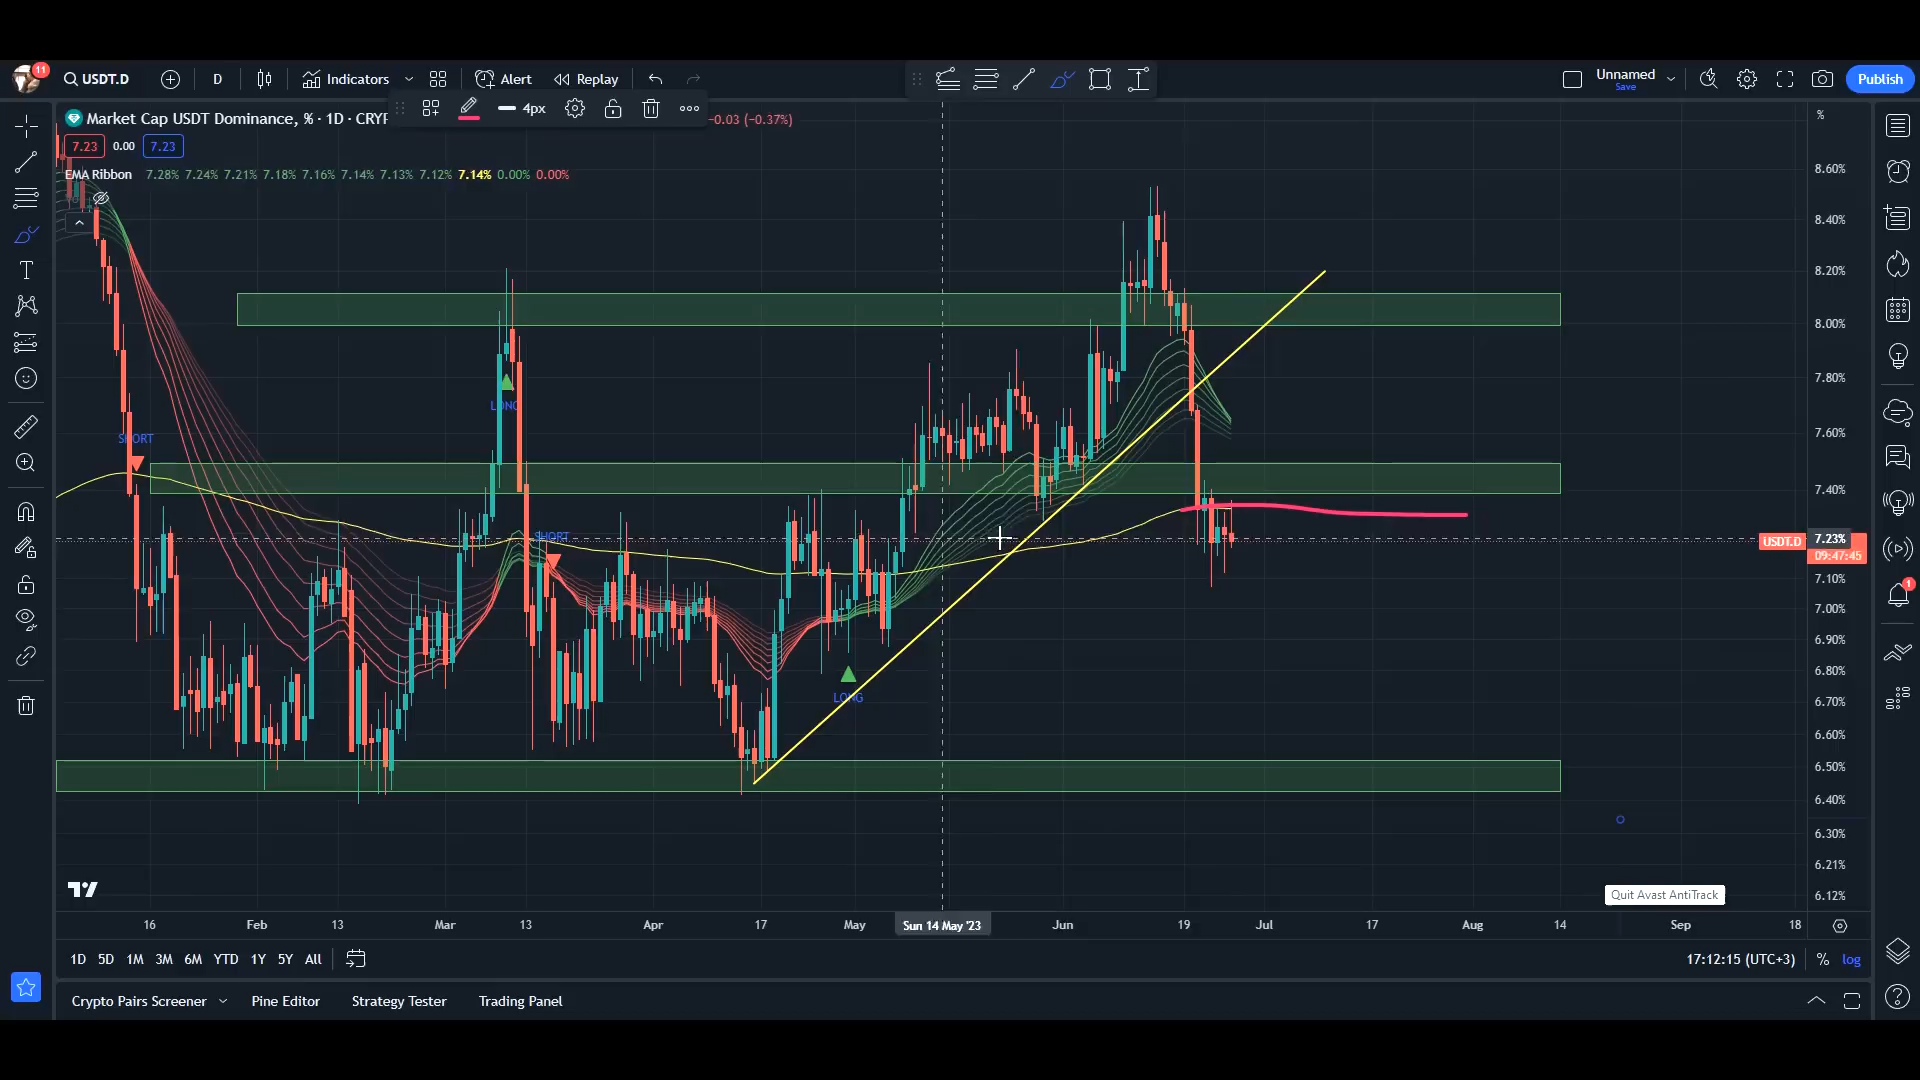 11
USDT.D
D
Indicators
Alert
Replay
Unnamed
Save
Publish
4px
Market Cap USDT Dominance, % · 1D · CRYP
−0.03 (−0.37%)
7.23
0.00
7.23
EMA Ribbon 7.28% 7.24% 7.21% 7.18% 7.16% 7.14% 7.13% 7.12% 7.14% 0.00% 0.00%
%
8.60%
8.40%
8.20%
8.00%
7.80%
7.60%
7.40%
USDT.D
7.23%
09:47:45
7.10%
7.00%
6.90%
6.80%
6.70%
6.60%
6.50%
6.40%
6.30%
6.21%
6.12%
SHORT
LONG
SHORT
LONG
1
Quit Avast AntiTrack
16 Feb 13 Mar 13 Apr 17 May Sun 14 May '23 Jun 19 Jul 17 Aug 14 Sep 18
1D 5D 1M 3M 6M YTD 1Y 5Y All
17:12:15 (UTC+3)
%
log
Crypto Pairs Screener
Pine Editor
Strategy Tester
Trading Panel